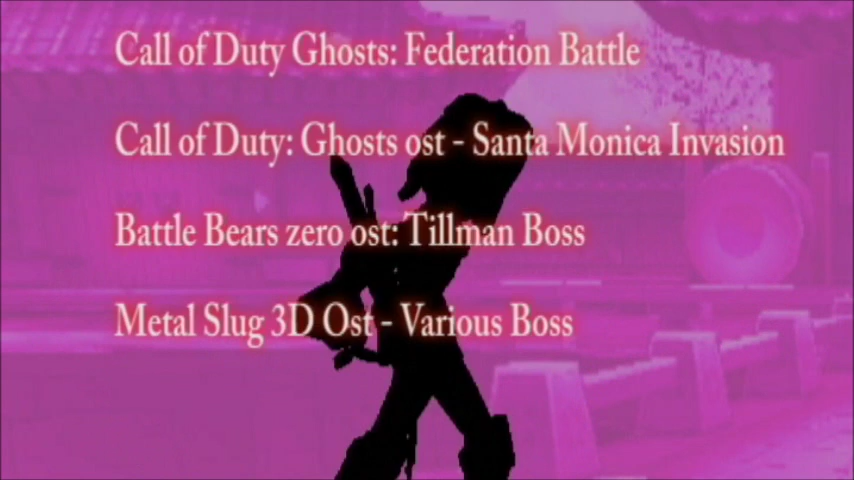 Call of Duty Ghosts: Federation Battle
Call of Duty: Ghosts ost - Santa Monica Invasion
Battle Bears zero ost: Tillman Boss
Metal Slug 3D Ost - Various Boss